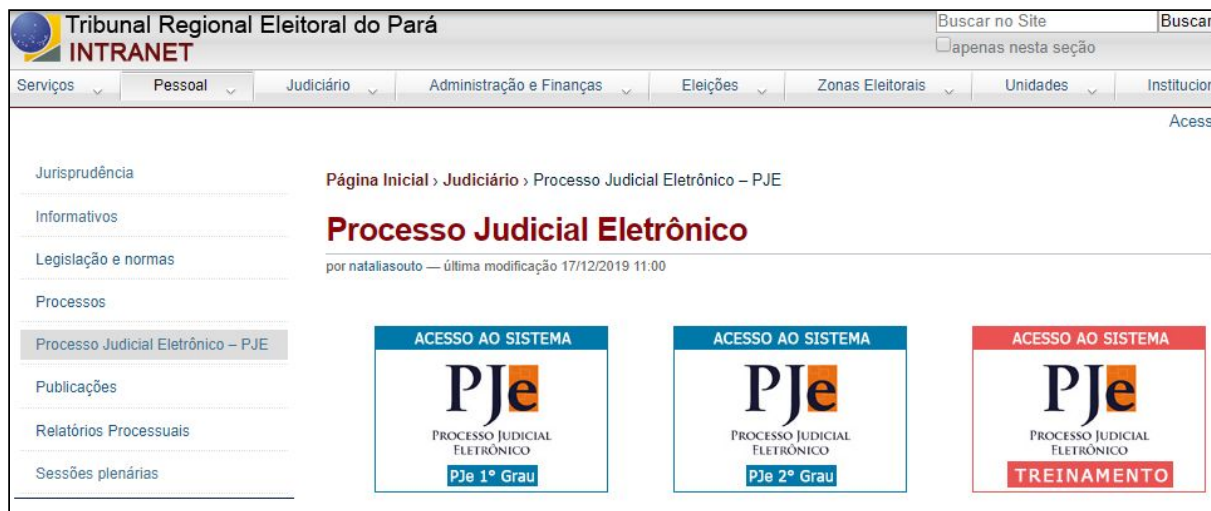 Tribunal Regional Eleitoral do Pará
INTRANET
Buscar no Site
Buscar
apenas nesta seção
Serviços
Pessoal
Judiciário
Administração e Finanças
Eleições
Zonas Eleitorais
Unidades
Institucion
Acess
Jurisprudência
Informativos
Legislação e normas
Processos
Processo Judicial Eletrônico – PJE
Publicações
Relatórios Processuais
Sessões plenárias
Página Inicial › Judiciário › Processo Judicial Eletrônico – PJE
Processo Judicial Eletrônico
por nataliasouto — última modificação 17/12/2019 11:00
ACESSO AO SISTEMA
PJe
PROCESSO JUDICIAL
ELETRÔNICO
PJe 1° Grau
ACESSO AO SISTEMA
PJe
PROCESSO JUDICIAL
ELETRÔNICO
PJe 2° Grau
ACESSO AO SISTEMA
PJe
PROCESSO JUDICIAL
ELETRÔNICO
TREINAMENTO